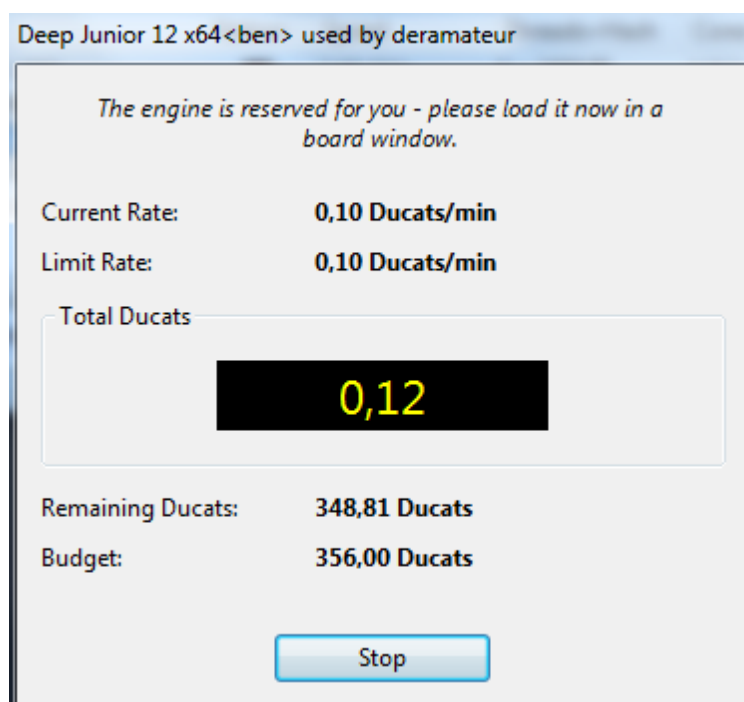 Deep Junior 12 x64<ben> used by deramateur
The engine is reserved for you - please load it now in a
board window.
Current Rate: 0,10 Ducats/min
Limit Rate: 0,10 Ducats/min
Total Ducats
0,12
Remaining Ducats: 348,81 Ducats
Budget: 356,00 Ducats
Stop